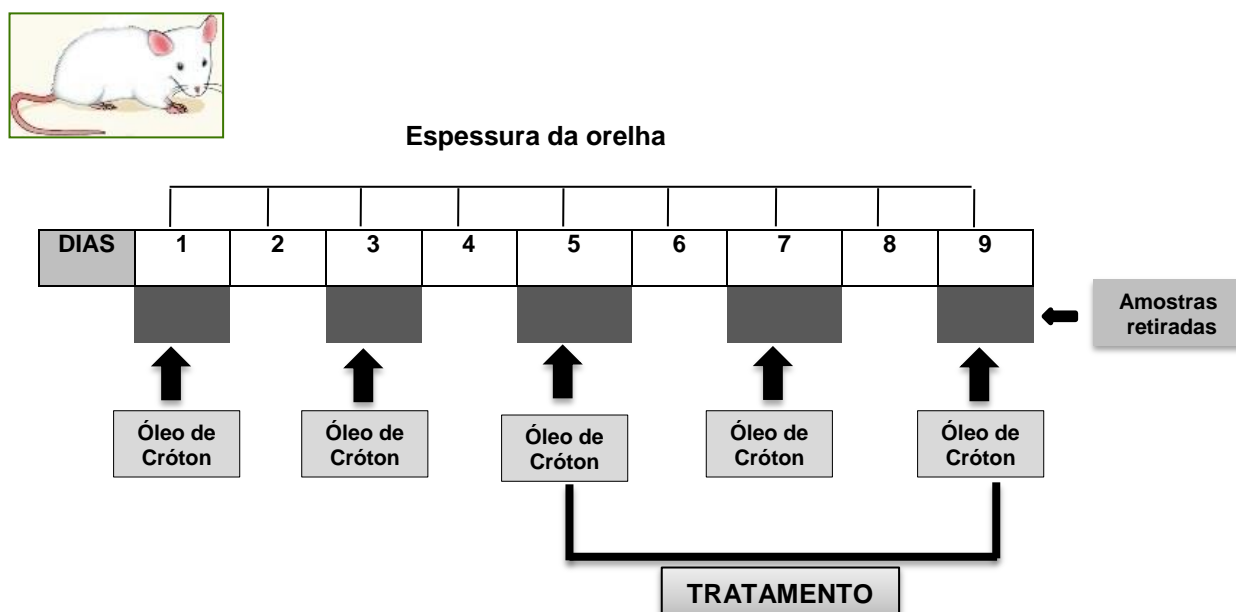 Espessura da orelha
DIAS 1 2 3 4 5 6 7 8 9
Amostras
retiradas
Óleo de
Cróton
Óleo de
Cróton
Óleo de
Cróton
Óleo de
Cróton
Óleo de
Cróton
TRATAMENTO